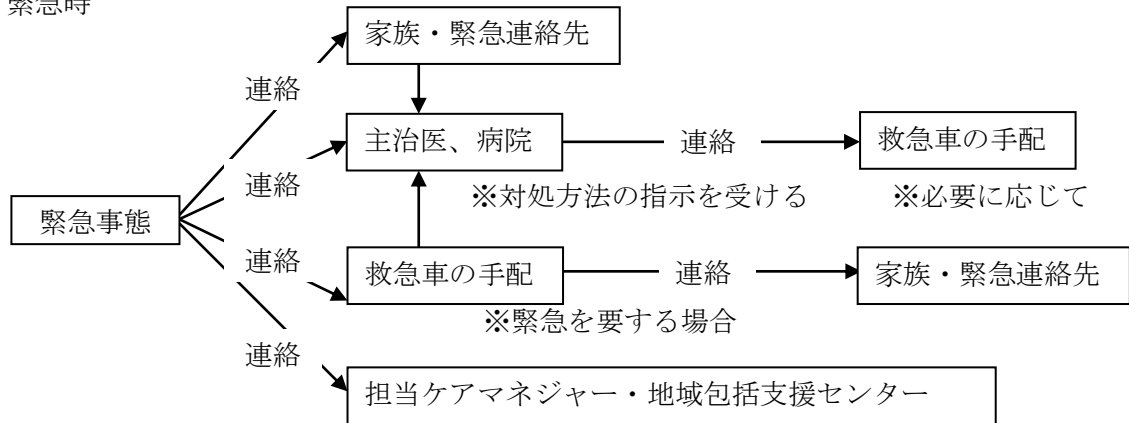 緊急時
家族・緊急連絡先
連絡
主治医、病院
連絡
救急車の手配
連絡
※対処方法の指示を受ける
※必要に応じて
緊急事態
連絡
救急車の手配
連絡
家族・緊急連絡先
※緊急を要する場合
連絡
担当ケアマネジャー・地域包括支援センター